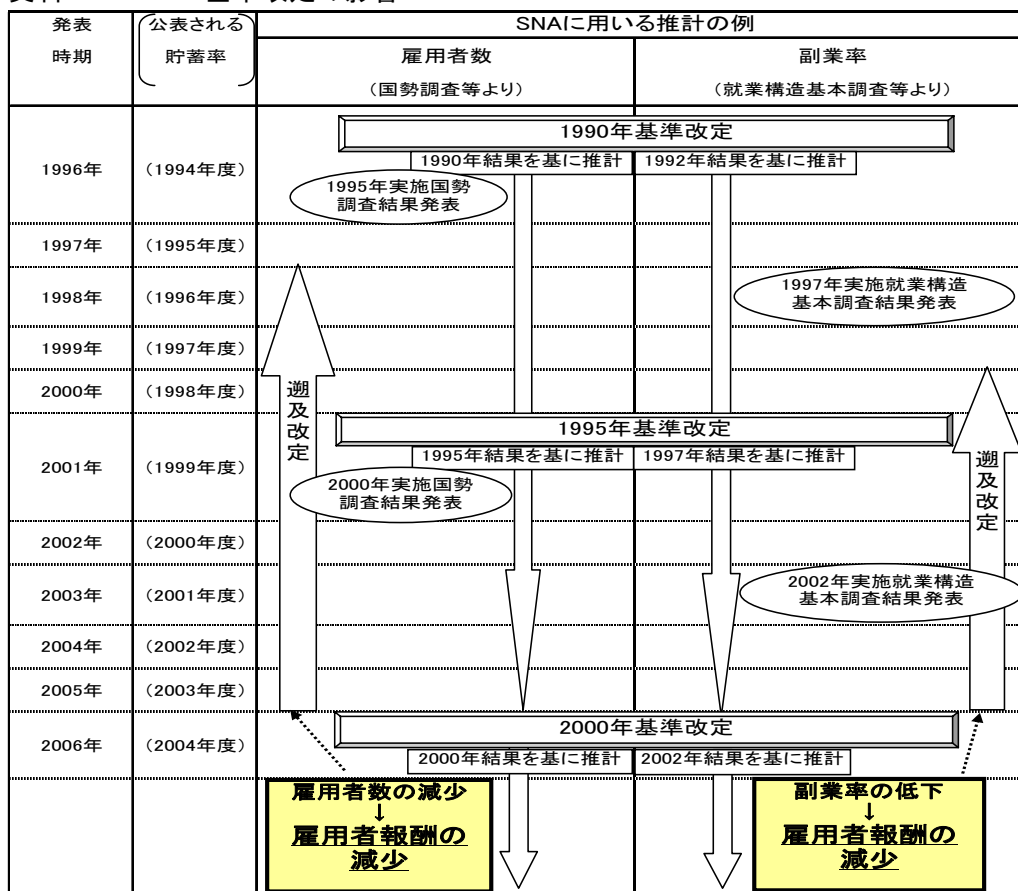 発表
時期
公表される
貯蓄率
SNAに用いる推計の例
雇用者数
(国勢調査等より)
副業率
(就業構造基本調査等より)
1990年基準改定
1990年結果を基に推計
1992年結果を基に推計
1996年
(1994年度)
1995年実施国勢
調査結果発表
1997年
(1995年度)
1998年
(1996年度)
1997年実施就業構造
基本調査結果発表
1999年
(1997年度)
2000年
(1998年度)
遡及改定
1995年基準改定
1995年結果を基に推計
1997年結果を基に推計
2001年
(1999年度)
2000年実施国勢
調査結果発表
遡及改定
2002年
(2000年度)
2003年
(2001年度)
2002年実施就業構造
基本調査結果発表
2004年
(2002年度)
2005年
(2003年度)
2000年基準改定
2006年
(2004年度)
2000年結果を基に推計
2002年結果を基に推計
雇用者数の減少
↓
雇用者報酬の
減少
副業率の低下
↓
雇用者報酬の
減少